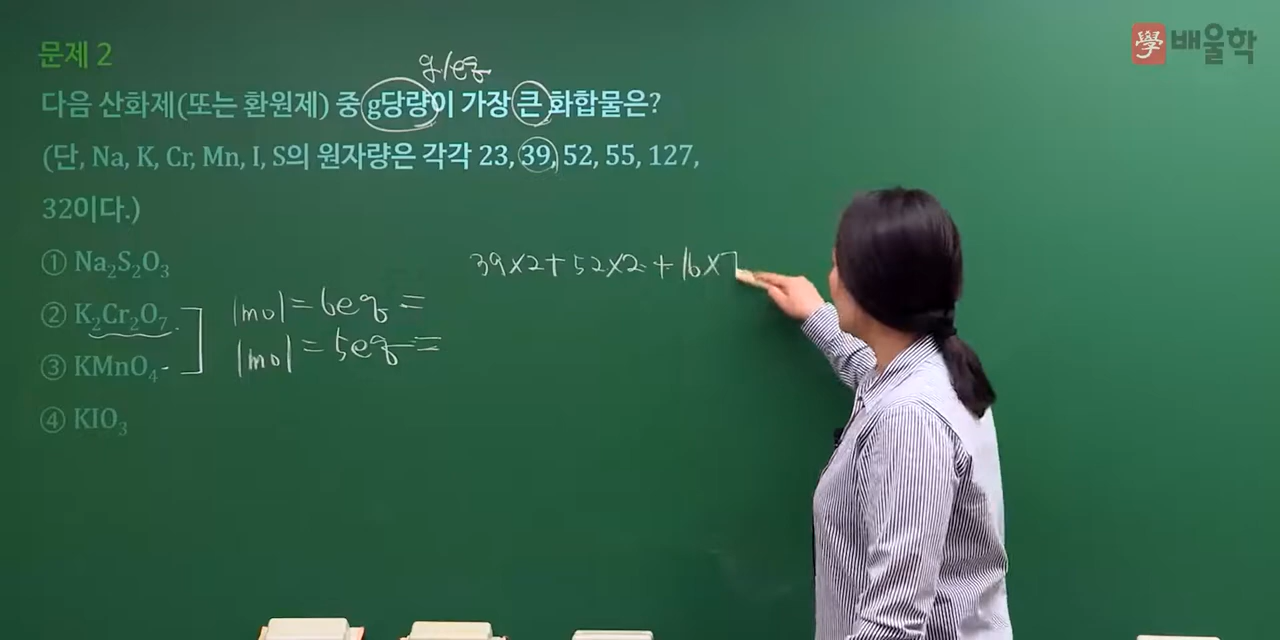 學 배울학
문제 2
g/eq
다음 산화제(또는 환원제) 중 g당량이 가장 큰 화합물은?
(단, Na, K, Cr, Mn, I, S의 원자량은 각각 23, 39, 52, 55, 127,
32이다.)
① Na₂S₂O₃
39×2+52×2+16×7
② K₂Cr₂O₇ 1mol=6eq=
③ KMnO₄ 1mol=5eq=
④ KIO₃